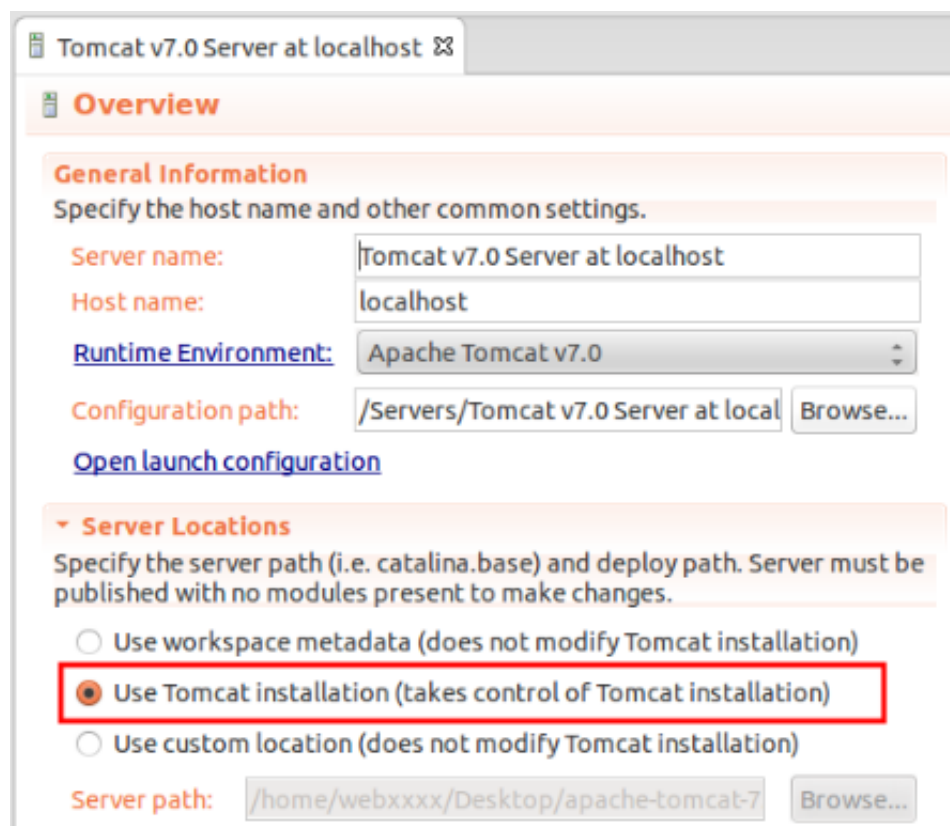 Tomcat v7.0 Server at localhost
Overview
General Information
Specify the host name and other common settings.
Server name: Tomcat v7.0 Server at localhost
Host name: localhost
Runtime Environment: Apache Tomcat v7.0
Configuration path: /Servers/Tomcat v7.0 Server at local Browse...
Open launch configuration
Server Locations
Specify the server path (i.e. catalina.base) and deploy path. Server must be
published with no modules present to make changes.
Use workspace metadata (does not modify Tomcat installation)
Use Tomcat installation (takes control of Tomcat installation)
Use custom location (does not modify Tomcat installation)
Server path: /home/webxxxx/Desktop/apache-tomcat-7 Browse...